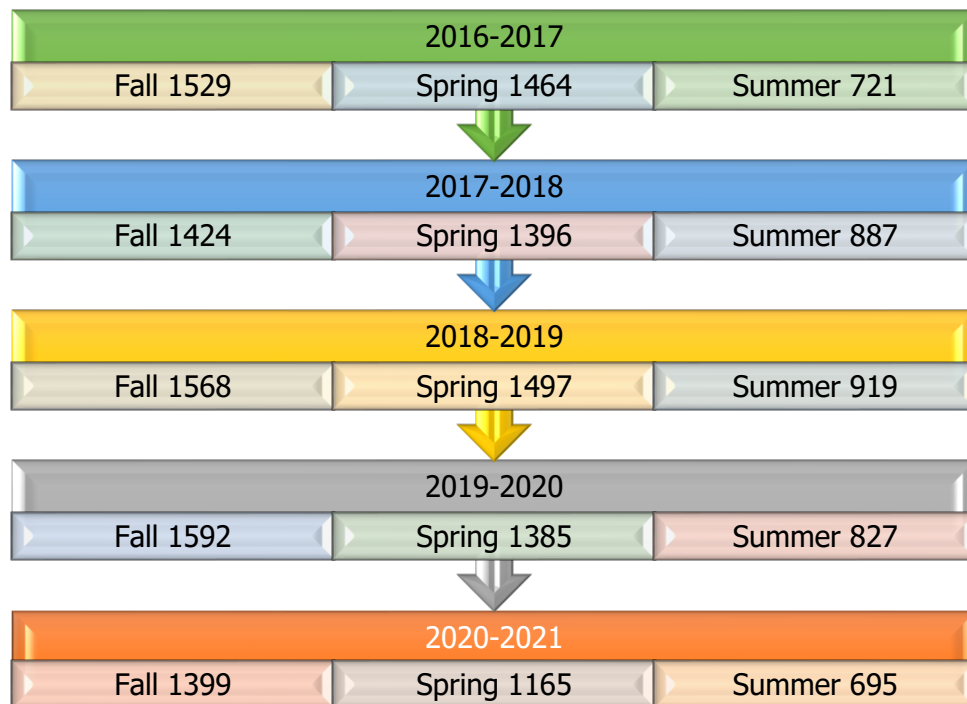 2016-2017
Fall 1529 Spring 1464 Summer 721
2017-2018
Fall 1424 Spring 1396 Summer 887
2018-2019
Fall 1568 Spring 1497 Summer 919
2019-2020
Fall 1592 Spring 1385 Summer 827
2020-2021
Fall 1399 Spring 1165 Summer 695